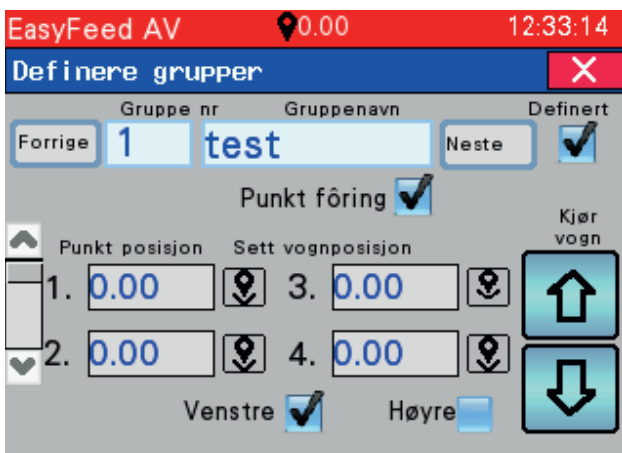 EasyFeed AV 0.00 12:33:14
Definere grupper
Gruppe nr Gruppenavn Definert
Forrige 1 test Neste
Punkt fôring
Kjør
vogn
Punkt posisjon Sett vognposisjon
1. 0.00 3. 0.00
2. 0.00 4. 0.00
Venstre Høyre